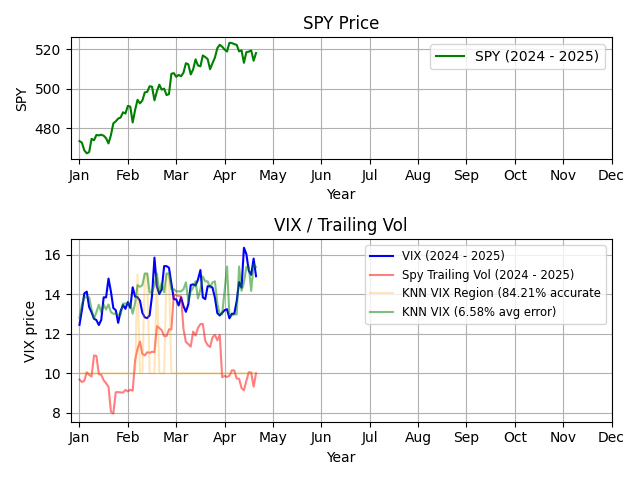 SPY Price
520
500
480
SPY
SPY (2024 - 2025)
Jan Feb Mar Apr May Jun Jul Aug Sep Oct Nov Dec
Year
VIX / Trailing Vol
16
14
12
10
8
VIX price
VIX (2024 - 2025)
Spy Trailing Vol (2024 - 2025)
KNN VIX Region (84.21% accurate
KNN VIX (6.58% avg error)
Jan Feb Mar Apr May Jun Jul Aug Sep Oct Nov Dec
Year